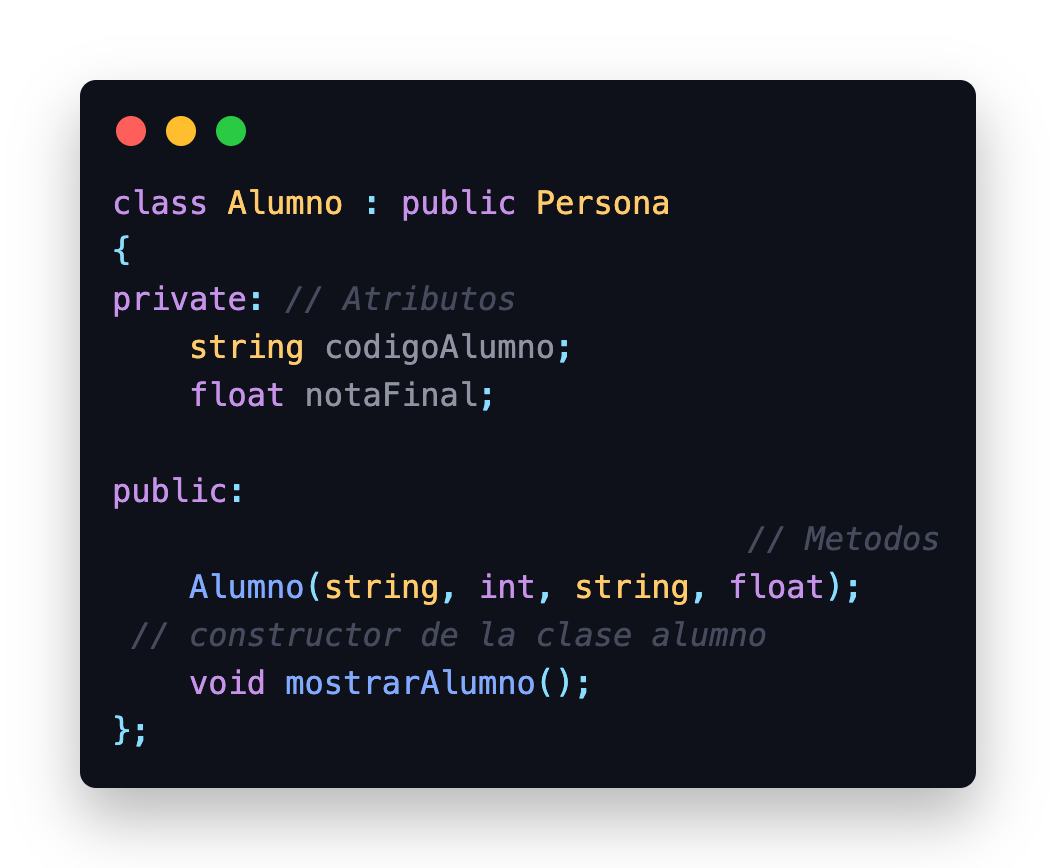 class Alumno : public Persona
{
private: // Atributos
    string codigoAlumno;
    float notaFinal;

public:
                                 // Metodos
    Alumno(string, int, string, float);
 // constructor de la clase alumno
    void mostrarAlumno();
};